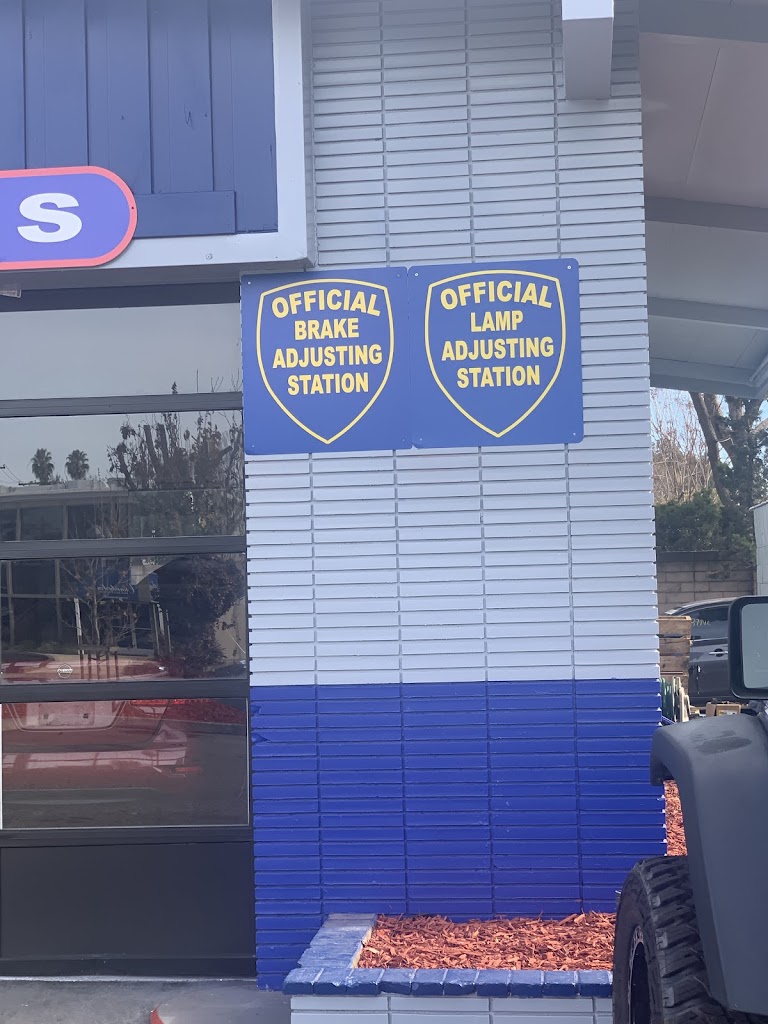 S
OFFICIAL
BRAKE
ADJUSTING
STATION
OFFICIAL
LAMP
ADJUSTING
STATION